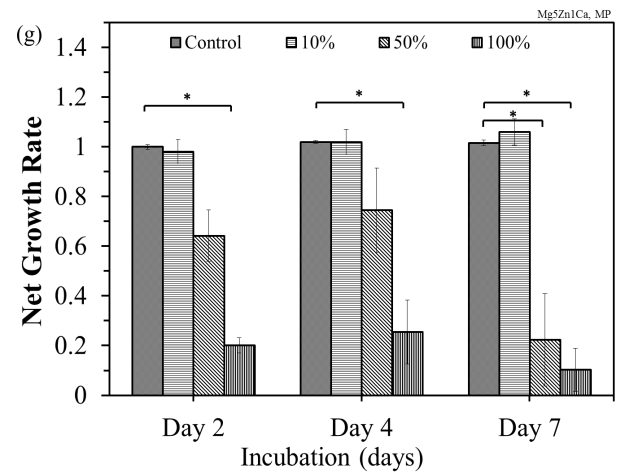 Mg5Zn1Ca, MP
(g)
1.4
Control 10% 50% 100%
1.2
* * *
*
1
0.8
0.6
0.4
0.2
0
Net Growth Rate
Day 2 Day 4 Day 7
Incubation (days)